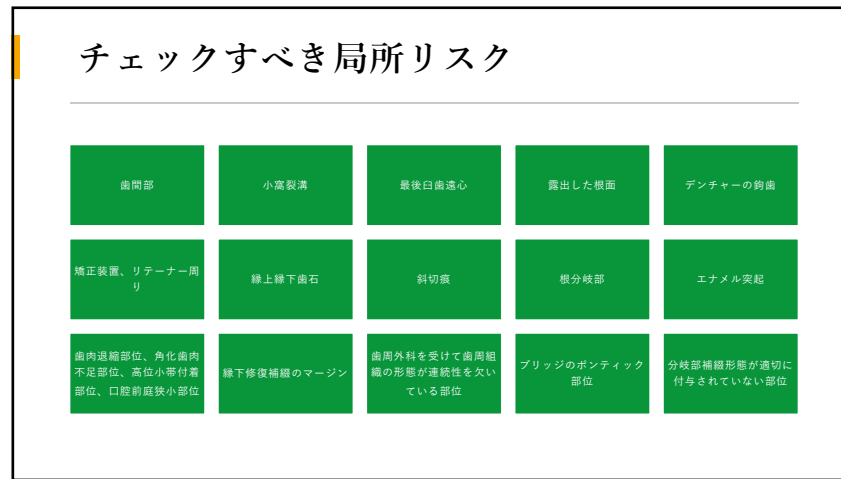 チェックすべき局所リスク
歯間部
小窩裂溝
最後臼歯遠心
露出した根面
デンチャーの鉤歯
矯正装置、リテーナー周
り
縁上縁下歯石
斜切痕
根分岐部
エナメル突起
歯肉退縮部位、角化歯肉
不足部位、高位小帯付着
部位、口腔前庭狭小部位
縁下修復補綴のマージン
歯周外科を受けて歯周組
織の形態が連続性を欠い
ている部位
ブリッジのポンティック
部位
分岐部補綴形態が適切に
付与されていない部位